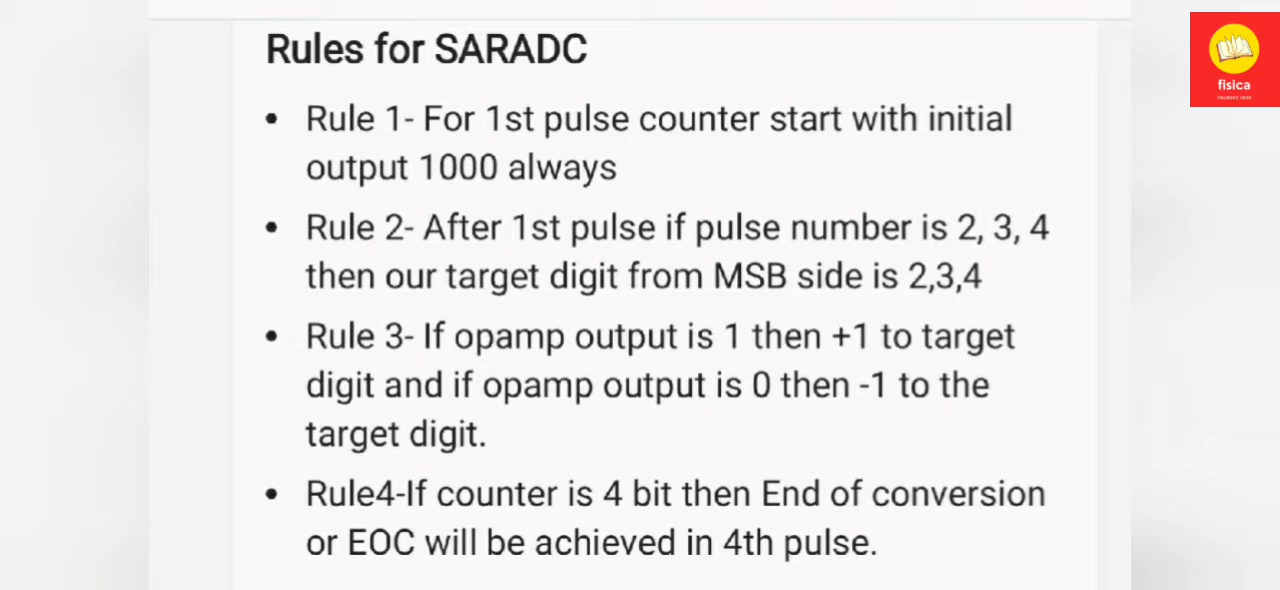 Rules for SARADC
• Rule 1- For 1st pulse counter start with initial
output 1000 always
• Rule 2- After 1st pulse if pulse number is 2, 3, 4
then our target digit from MSB side is 2,3,4
• Rule 3- If opamp output is 1 then +1 to target
digit and if opamp output is 0 then -1 to the
target digit.
• Rule4-If counter is 4 bit then End of conversion
or EOC will be achieved in 4th pulse.
fisica